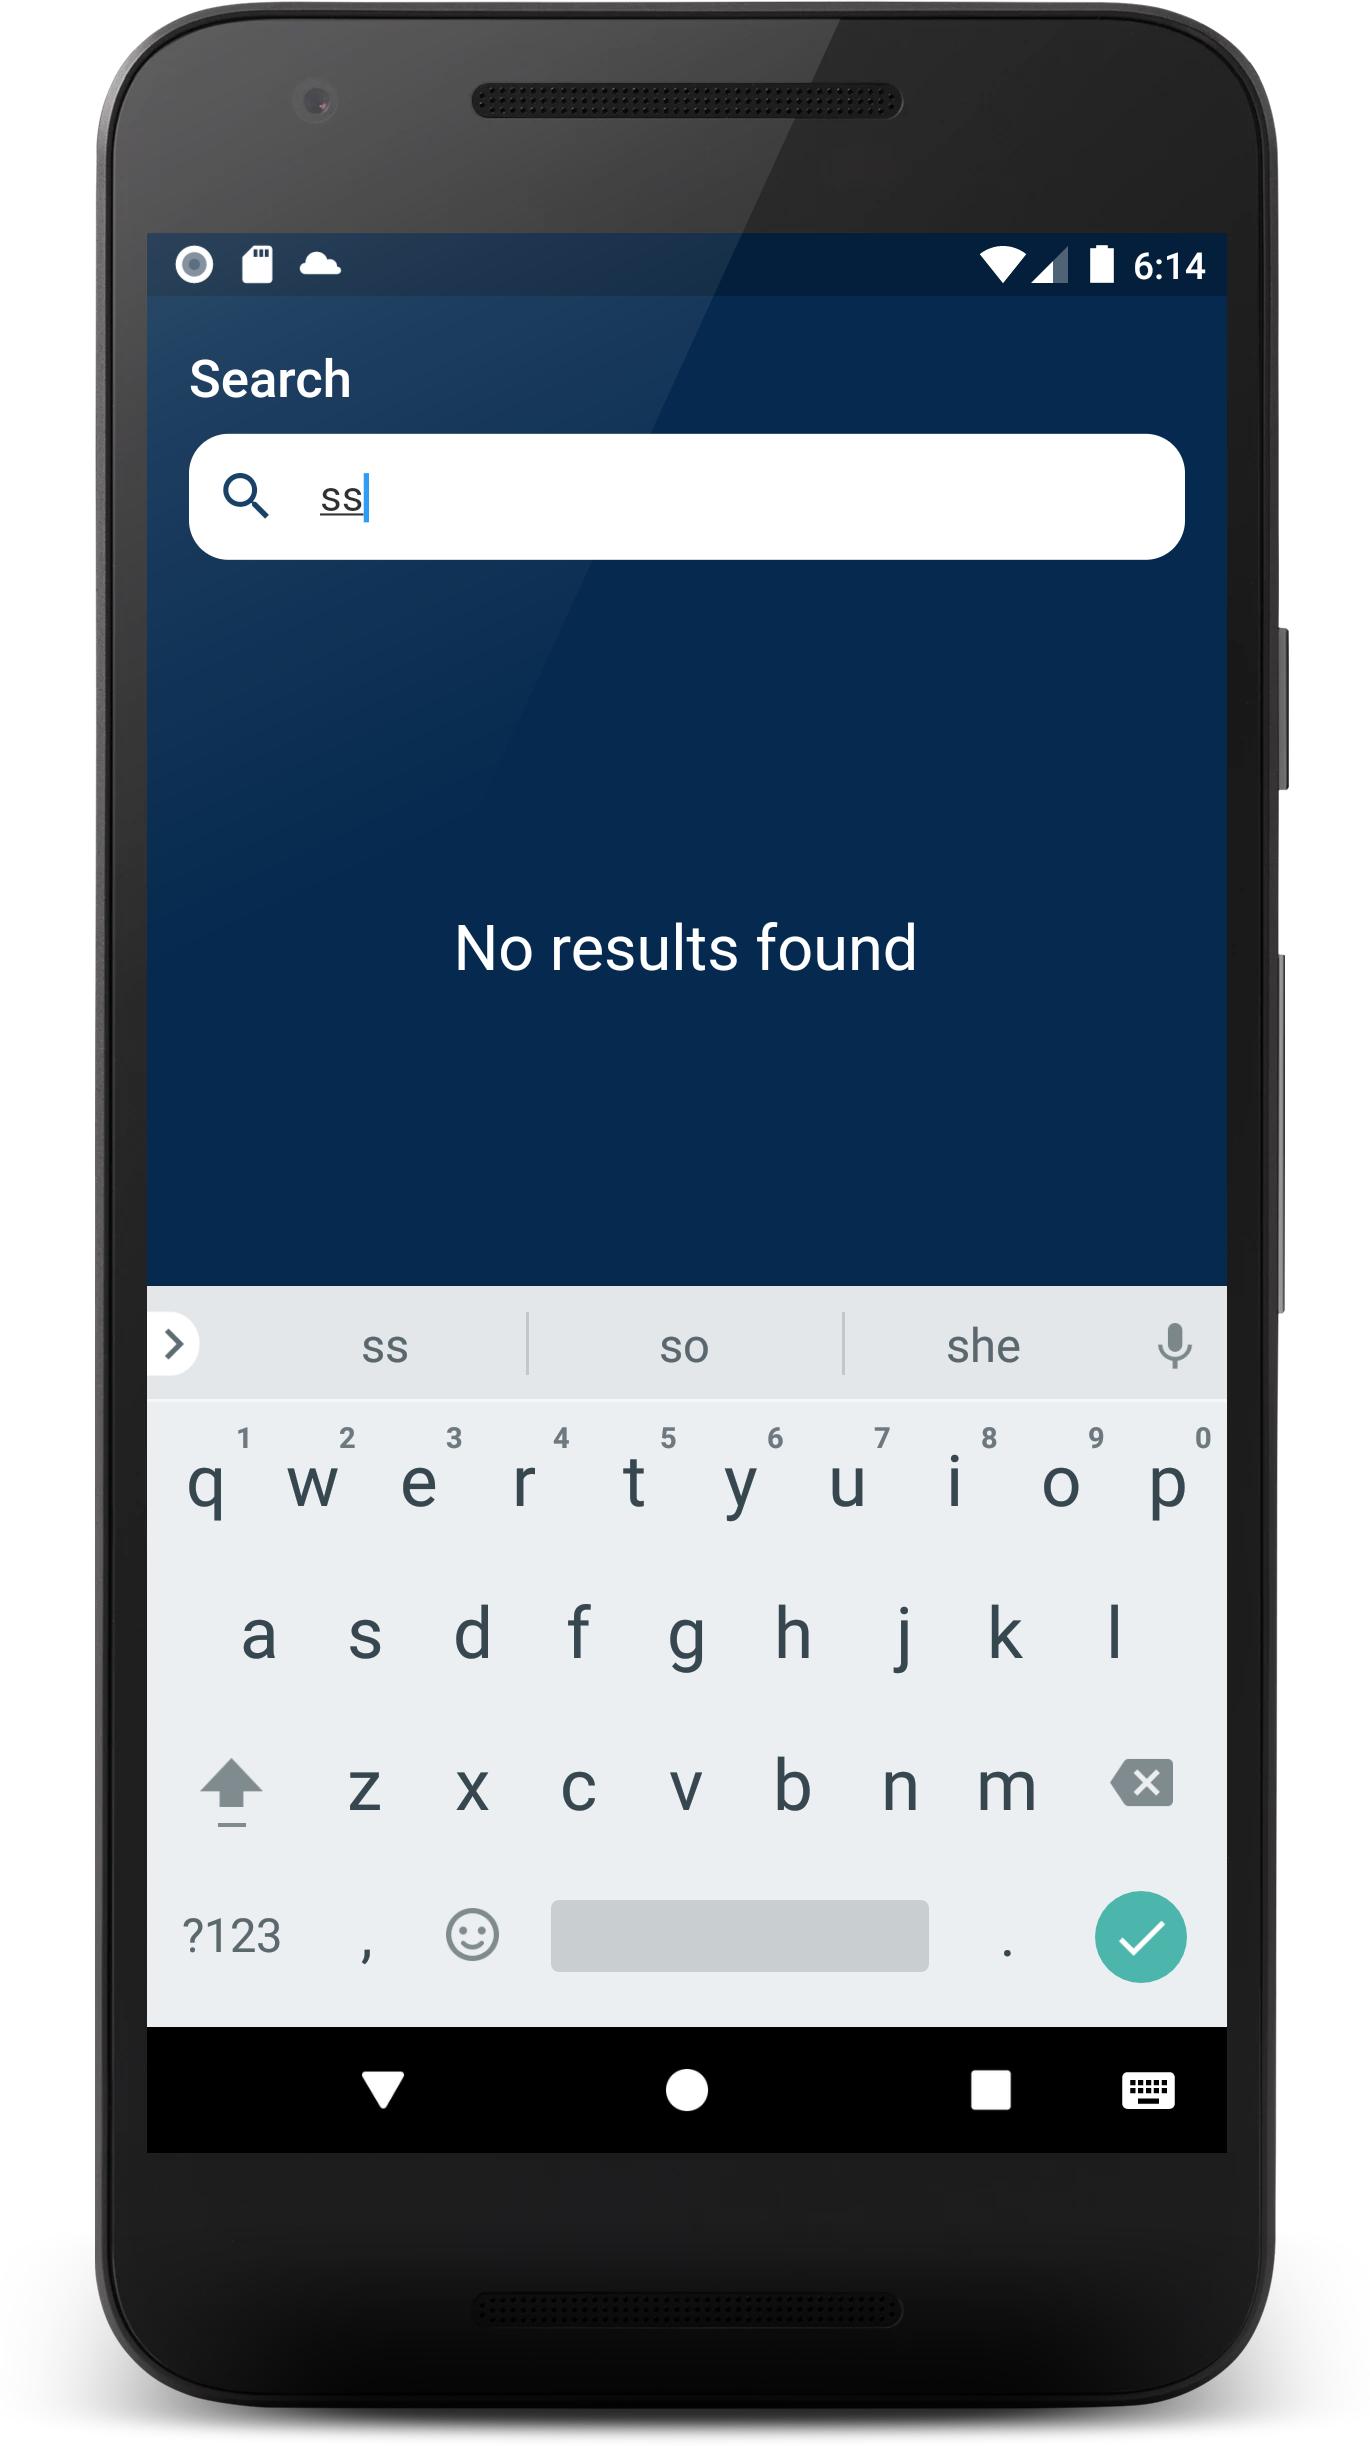 6:14
Search
ss
No results found
ss so she
1 2 3 4 5 6 7 8 9 0
q w e r t y u i o p
a s d f g h j k l
z x c v b n m
?123 , .